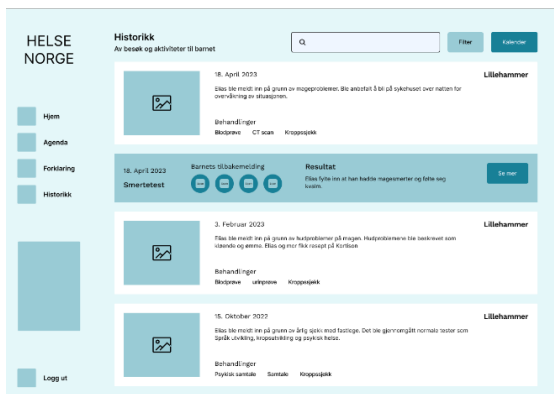 HELSE
NORGE
Hjem
Agenda
Forklaring
Historikk
Logg ut
Historikk
Av besøk og aktiviteter til barnet
Filter
Kalender
18. April 2023
Lillehammer
Elias ble meldt inn på grunn av mageproblemer. Ble anbefalt å bli på sykehuset over natten for
overvåkning av situasjonen.
Behandlinger
Blodprøve CT scan Kroppssjekk
18. April 2023
Smertetest
Barnets tilbakemelding
Resultat
Elias fylte inn at han hadde magesmerter og følte seg
kvalm.
Se mer
3. Februar 2023
Lillehammer
Elias ble meldt inn på grunn av hudproblemer på magen. Hudproblemene ble beskrevet som
kløende og ømme. Elias og mor fikk resept på Kortison
Behandlinger
Blodprøve urinprøve Kroppssjekk
15. Oktober 2022
Lillehammer
Elias ble meldt inn på grunn av årlig sjekk med fastlege. Det ble gjennomgått normale tester som
Språk utvikling, kropsutvikling og psykisk helse.
Behandlinger
Psykisk samtale Samtale Kroppssjekk